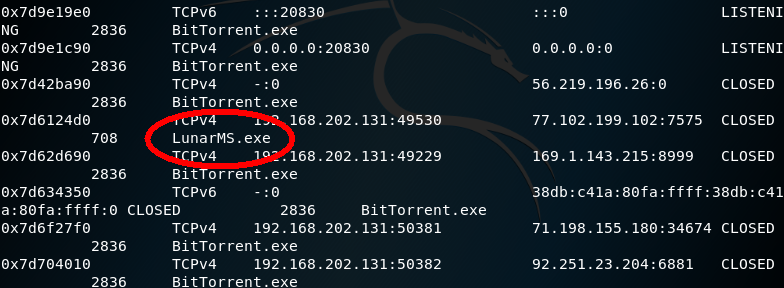 0x7d9e19e0 TCPv6 :::20830 :::0 LISTENI
NG 2836 BitTorrent.exe
0x7d9e1c90 TCPv4 0.0.0.0:20830 0.0.0.0:0 LISTENI
NG 2836 BitTorrent.exe
0x7d42ba90 TCPv4 -:0 56.219.196.26:0 CLOSED
2836 BitTorrent.exe
0x7d6124d0 TCPv4 192.168.202.131:49530 77.102.199.102:7575 CLOSED
708 LunarMS.exe
0x7d62d690 TCPv4 192.168.202.131:49229 169.1.143.215:8999 CLOSED
2836 BitTorrent.exe
0x7d634350 TCPv6 -:0 38db:c41a:80fa:ffff:38db:c41
a:80fa:ffff:0 CLOSED 2836 BitTorrent.exe
0x7d6f27f0 TCPv4 192.168.202.131:50381 71.198.155.180:34674 CLOSED
2836 BitTorrent.exe
0x7d704010 TCPv4 192.168.202.131:50382 92.251.23.204:6881 CLOSED
2836 BitTorrent.exe